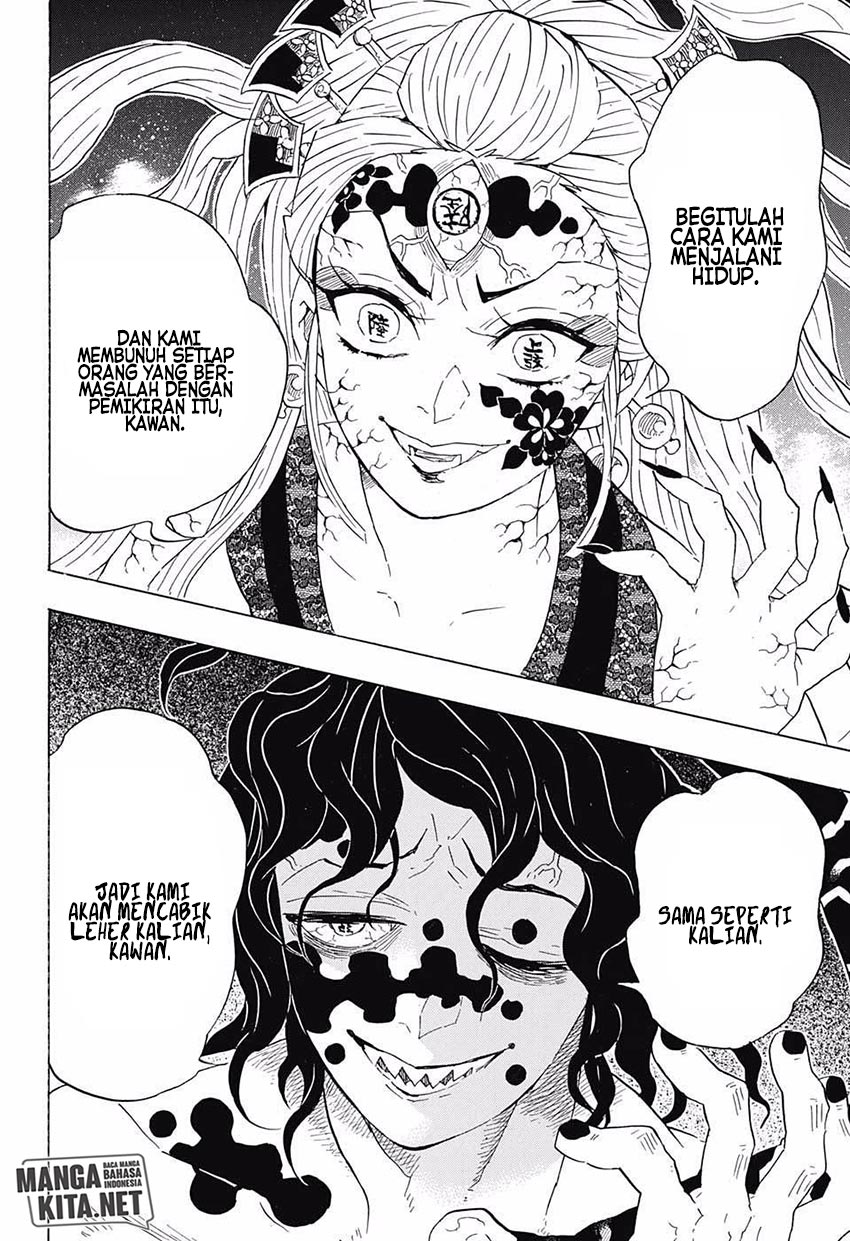 BEGITULAH
CARA KAMI
MENJALANI
HIDUP.
DAN KAMI
MEMBUNUH SETIAP
ORANG YANG BER-
MASALAH DENGAN
PEMIKIRAN ITU,
KAWAN.
SAMA SEPERTI
KALIAN.
JADI KAMI
AKAN MENCABIK
LEHER KALIAN,
KAWAN.
MANGA
KITA.NET
BACA MANGA
BAHASA
INDONESIA